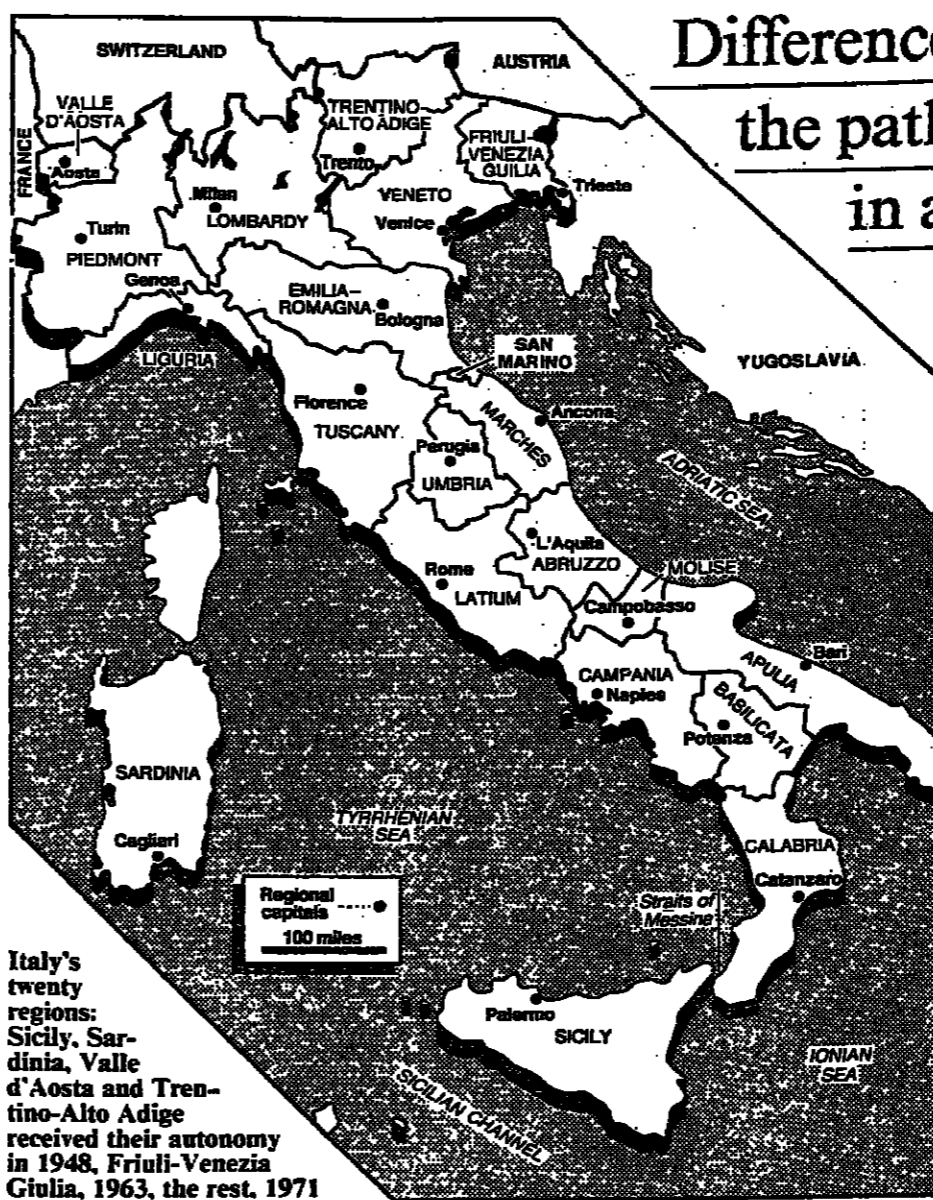 Difference
the path
in a
SWITZERLAND
AUSTRIA
VALLE
D'AOSTA
FRANCE
Aosta
TRENTINO–
ALTO ADIGE
Trento
FRIULI-
VENEZIA
GUILIA
Trieste
Milan
LOMBARDY
VENETO
Venice
Turin
PIEDMONT
Genoa
LIGURIA
EMILIA–
ROMAGNA
Bologna
SAN
MARINO
YUGOSLAVIA
Florence
TUSCANY
MARCHES
Ancona
Perugia
UMBRIA
ADRIATIC SEA
L'Aquila
ABRUZZO
MOLISE
Rome
LATIUM
Campobasso
Bari
APULIA
CAMPANIA
Naples
BASILICATA
Potenza
SARDINIA
Cagliari
TYRRHENIAN
SEA
CALABRIA
Catanzaro
Straits of
Messina
Regional
capitals
100 miles
Palermo
SICILY
IONIAN
SEA
SICILIAN CHANNEL
Italy's
twenty
regions:
Sicily, Sar-
dinia, Valle
d'Aosta and Tren-
tino-Alto Adige
received their autonomy
in 1948, Friuli-Venezia
Giulia, 1963, the rest, 1971